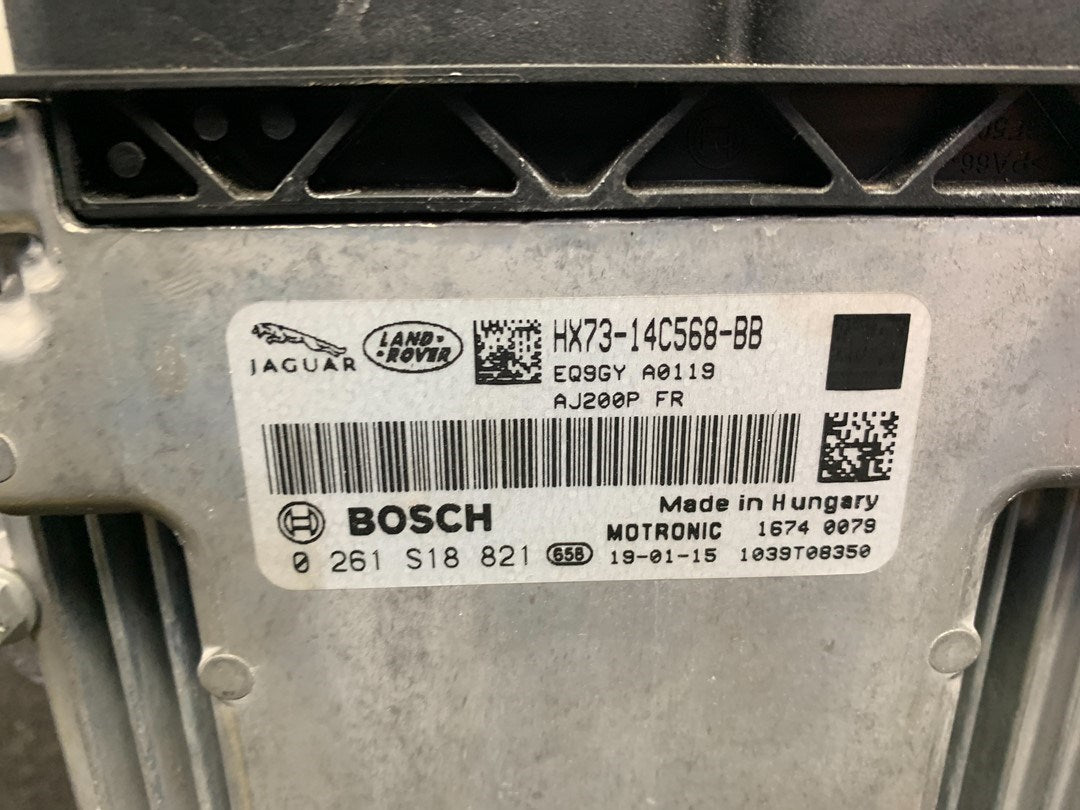 JAGUAR
LAND-
-ROVER
HX73-14C568-BB
EQ9GY A0119
AJ200P FR
BOSCH
Made in Hungary
MOTRONIC 1674 0079
0 261 S18 821 658 19-01-15 1039T08350